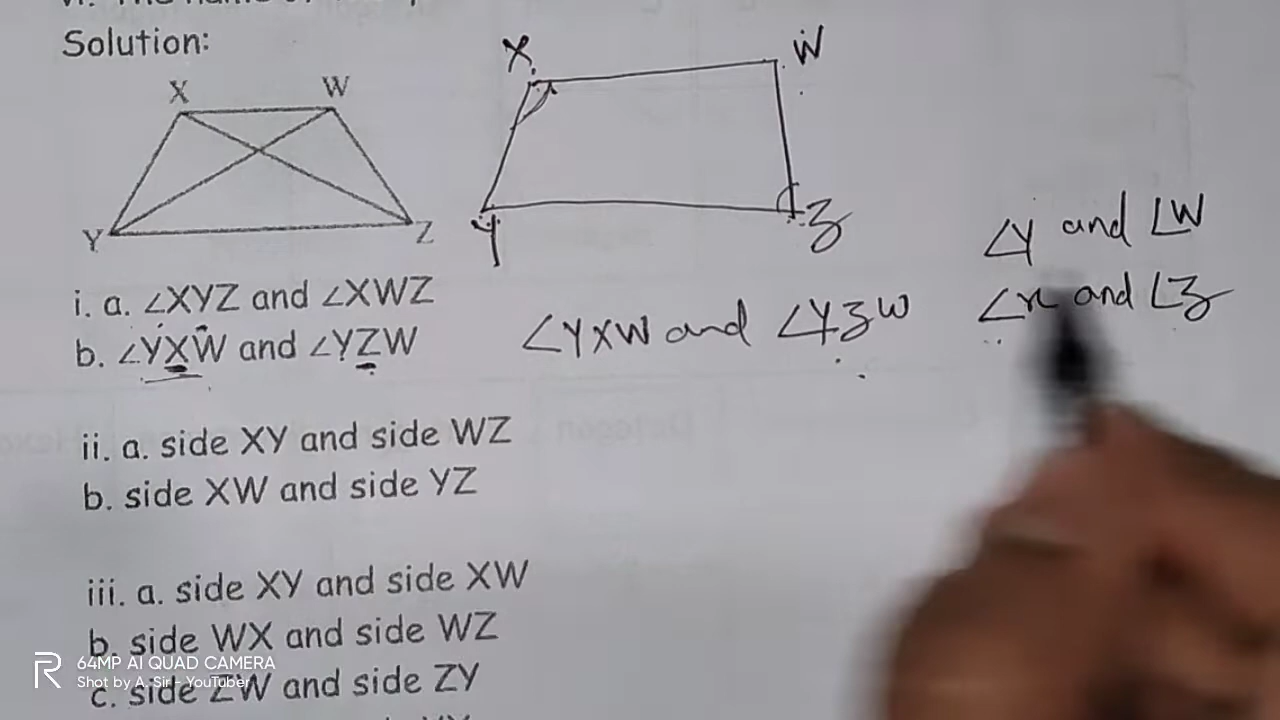 Solution:
X W
Y Z
X W
Y Z
i. a. ∠XYZ and ∠XWZ
b. ∠YXW and ∠YZW
∠YXW and ∠YZW
∠Y and ∠W
∠x and ∠Z
ii. a. side XY and side WZ
b. side XW and side YZ
iii. a. side XY and side XW
b. side WX and side WZ
c. side ZW and side ZY
64MP AI QUAD CAMERA
Shot by A. Sir - YouTuber